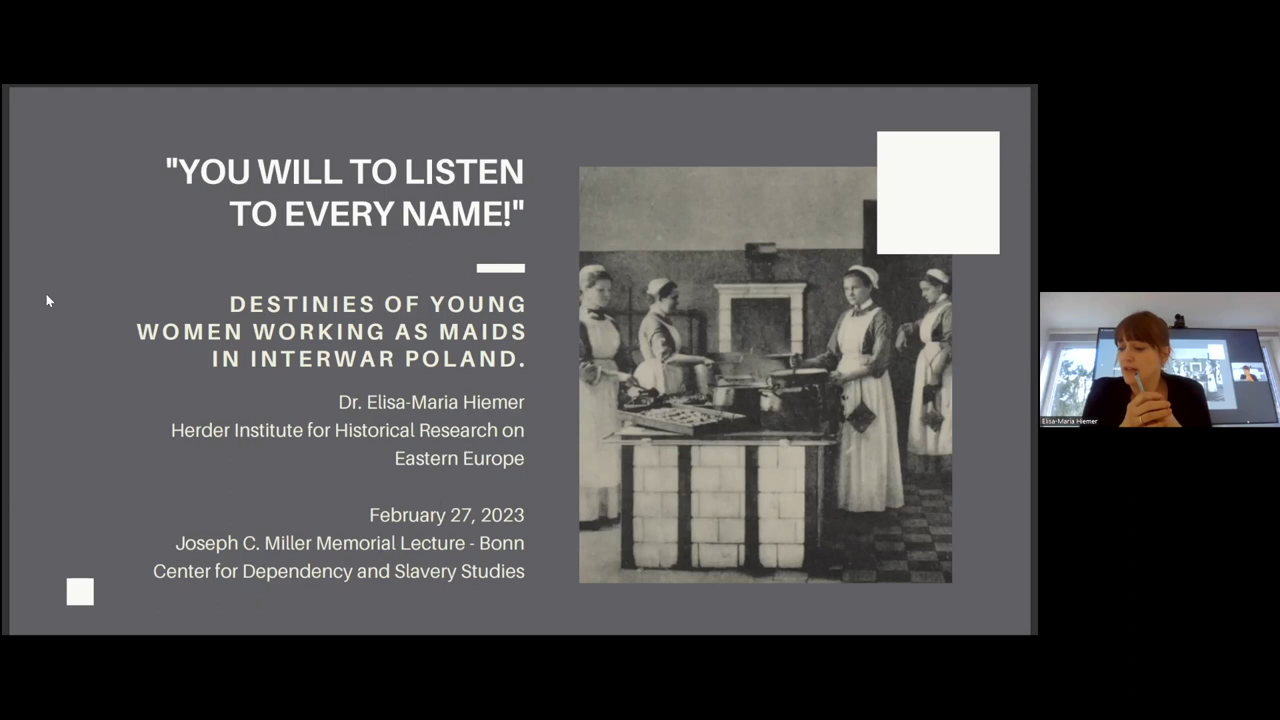 "YOU WILL TO LISTEN
TO EVERY NAME!"
DESTINIES OF YOUNG
WOMEN WORKING AS MAIDS
IN INTERWAR POLAND.
Dr. Elisa-Maria Hiemer
Herder Institute for Historical Research on
Eastern Europe
February 27, 2023
Joseph C. Miller Memorial Lecture - Bonn
Center for Dependency and Slavery Studies
Elisa-Maria Hiemer